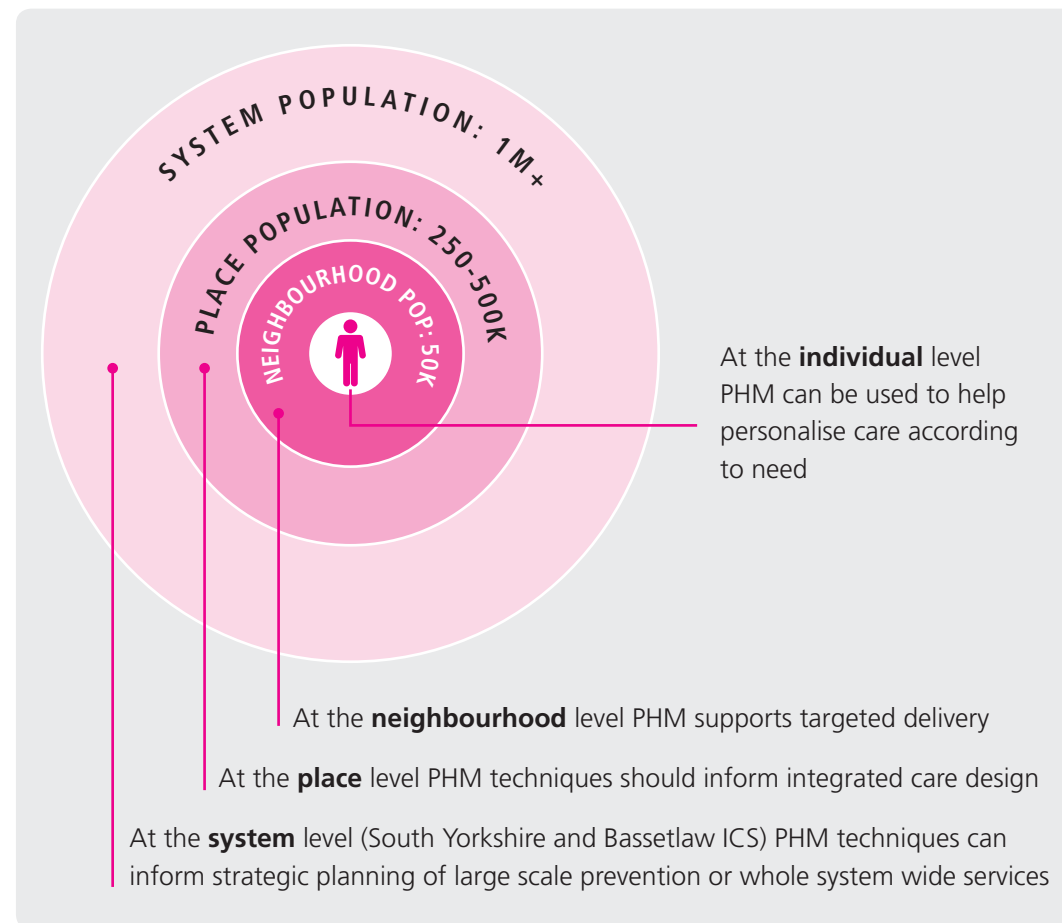 SYSTEM POPULATION: 1M+
PLACE POPULATION: 250-500K
NEIGHBOURHOOD POP: 50K
At the individual level
PHM can be used to help
personalise care according
to need
At the neighbourhood level PHM supports targeted delivery
At the place level PHM techniques should inform integrated care design
At the system level (South Yorkshire and Bassetlaw ICS) PHM techniques can
inform strategic planning of large scale prevention or whole system wide services